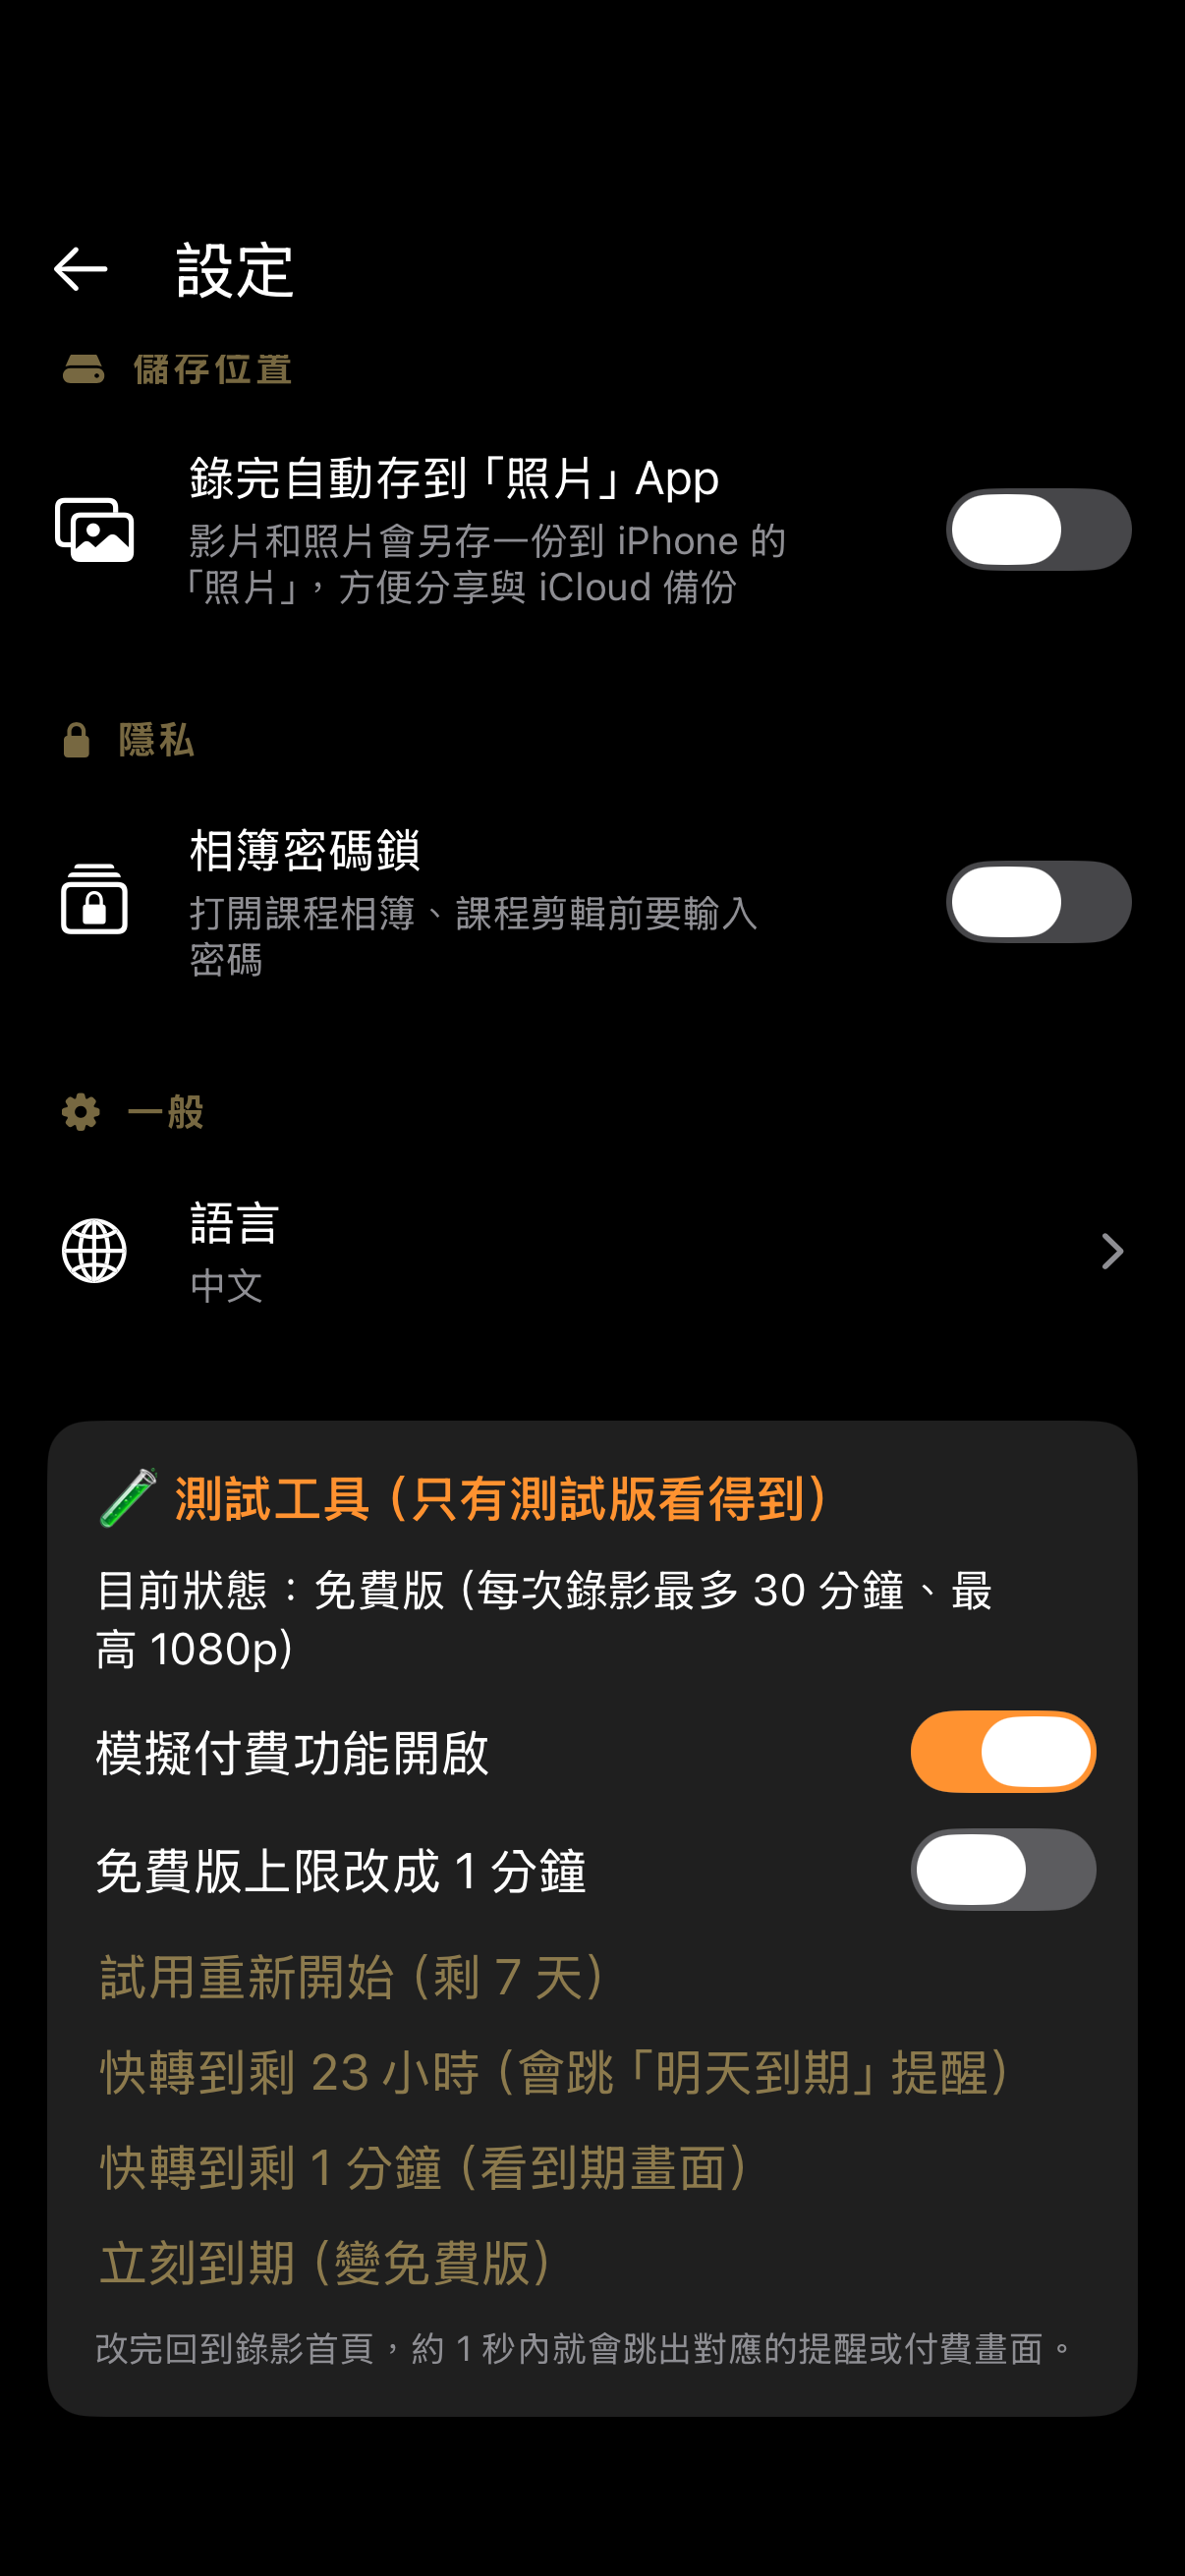 設定
儲存位置
錄完自動存到「照片」App
影片和照片會另存一份到 iPhone 的
「照片」，方便分享與 iCloud 備份
隱私
相簿密碼鎖
打開課程相簿、課程剪輯前要輸入
密碼
一般
語言
中文
🧪 測試工具（只有測試版看得到）
目前狀態：免費版（每次錄影最多 30 分鐘、最
高 1080p）
模擬付費功能開啟
免費版上限改成 1 分鐘
試用重新開始（剩 7 天）
快轉到剩 23 小時（會跳「明天到期」提醒）
快轉到剩 1 分鐘（看到期畫面）
立刻到期（變免費版）
改完回到錄影首頁，約 1 秒內就會跳出對應的提醒或付費畫面。